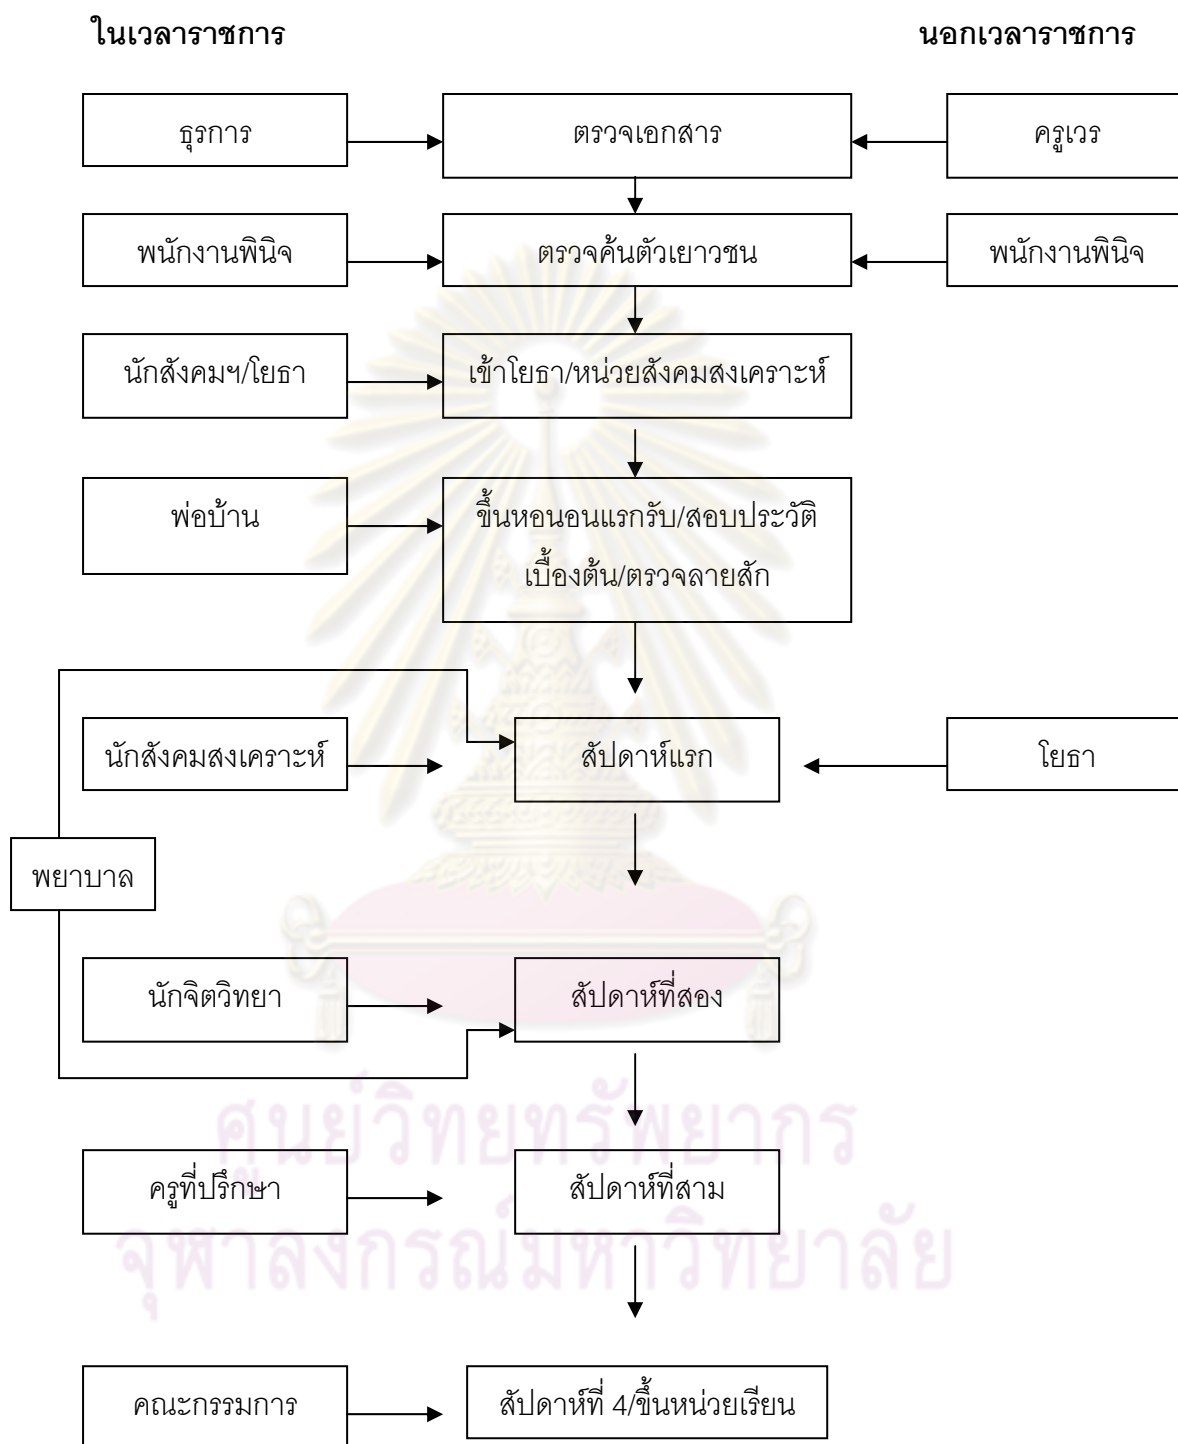 ในเวลาราชการ
นอกเวลาราชการ
ธุรการ
ตรวจเอกสาร
ครูเวร
พนักงานพินิจ
ตรวจค้นตัวเยาวชน
พนักงานพินิจ
นักสังคมฯ/โยธา
เข้าโยธา/หน่วยสังคมสงเคราะห์
พ่อบ้าน
ขึ้นหอนอนแรกรับ/สอบประวัติ
เบื้องต้น/ตรวจลายสัก
นักสังคมสงเคราะห์
สัปดาห์แรก
โยธา
พยาบาล
นักจิตวิทยา
สัปดาห์ที่สอง
ศูนย์วิทยทรัพยากร
ครูที่ปรึกษา
สัปดาห์ที่สาม
จุฬาลงกรณ์มหาวิทยาลัย
คณะกรรมการ
สัปดาห์ที่ 4/ขึ้นหน่วยเรียน